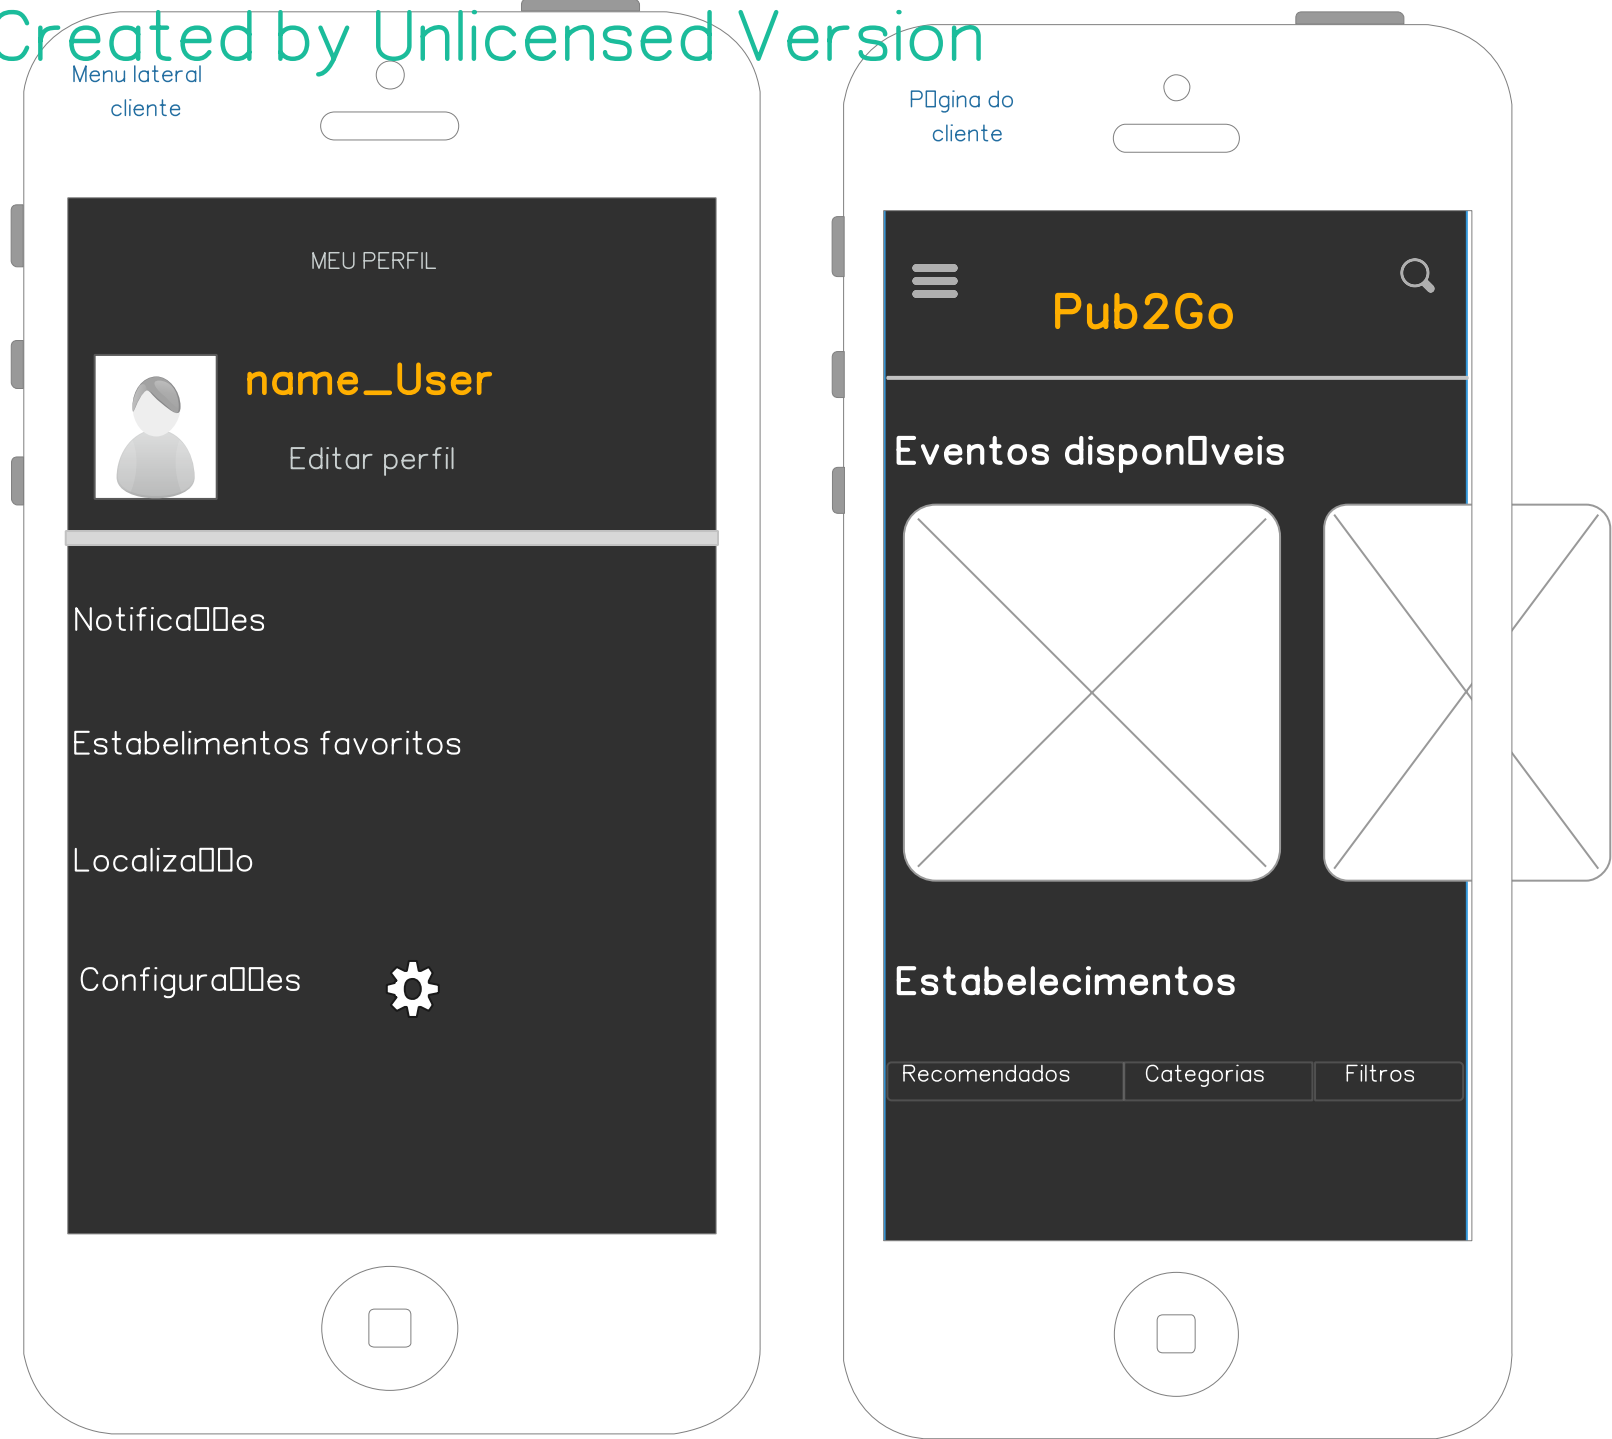 Created by Unlicensed Version
Menu lateral
cliente
MEU PERFIL
name_User
Editar perfil
Notifica▯▯es
Estabelimentos favoritos
Localiza▯▯o
Configura▯▯es
P▯gina do
cliente
Pub2Go
Eventos dispon▯veis
Estabelecimentos
Recomendados Categorias Filtros